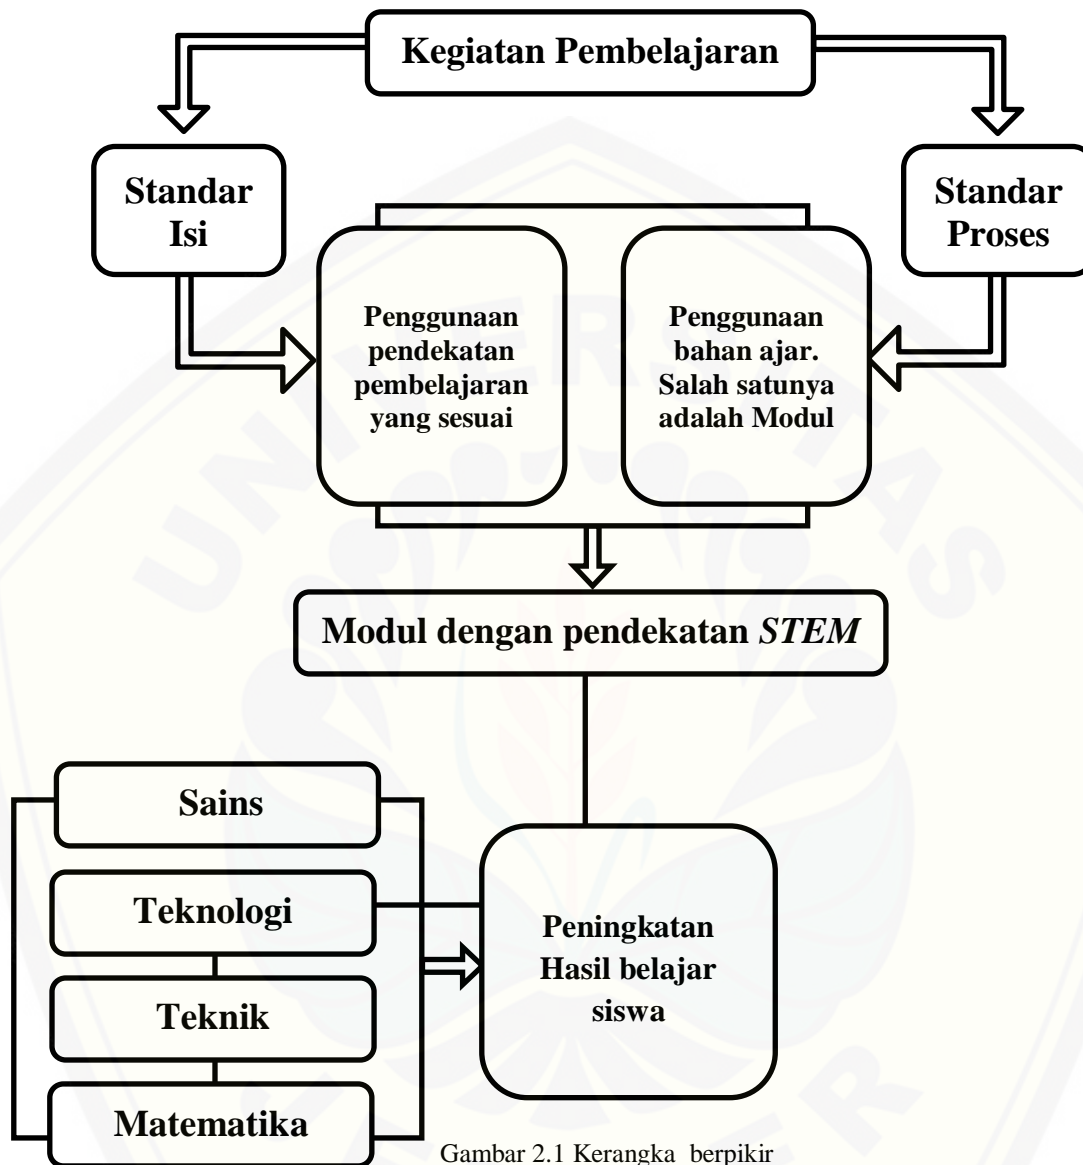 Kegiatan Pembelajaran
Standar
Isi
Standar
Proses
Penggunaan
pendekatan
pembelajaran
yang sesuai
Penggunaan
bahan ajar.
Salah satunya
adalah Modul
Modul dengan pendekatan STEM
Sains
Teknologi
Teknik
Matematika
Peningkatan
Hasil belajar
siswa
Gambar 2.1 Kerangka berpikir
UNIVERSITAS